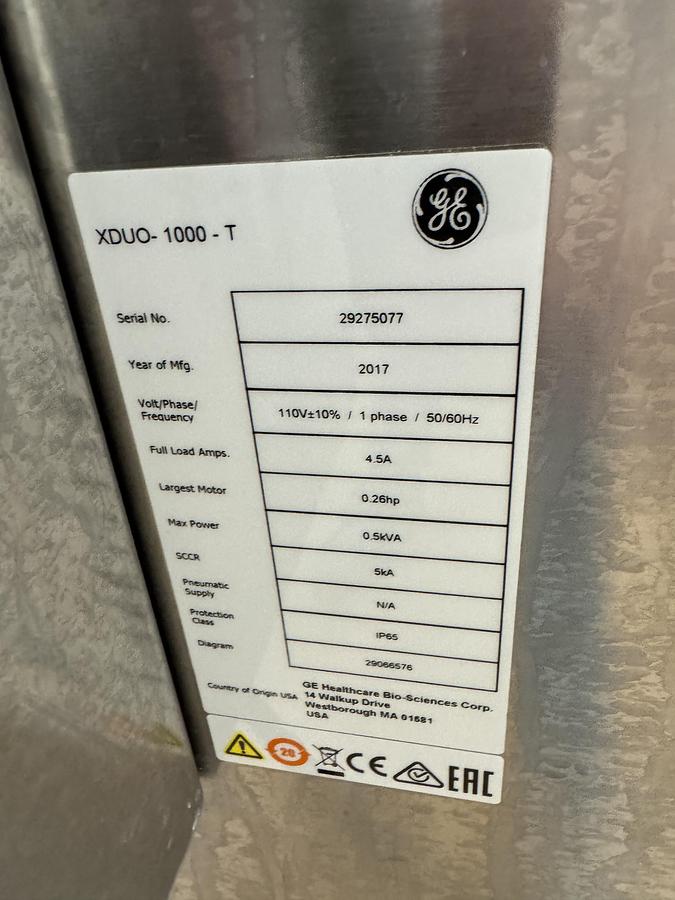 GE
XDUO- 1000 - T
Serial No. 29275077
Year of Mfg. 2017
Volt/Phase/
Frequency 110V±10% / 1 phase / 50/60Hz
Full Load Amps. 4.5A
Largest Motor 0.26hp
Max Power 0.5kVA
SCCR 5kA
Pneumatic
Supply N/A
Protection
Class IP65
Diagram 29066576
Country of Origin USA
GE Healthcare Bio-Sciences Corp.
14 Walkup Drive
Westborough MA 01581
USA
20
CE
EAC